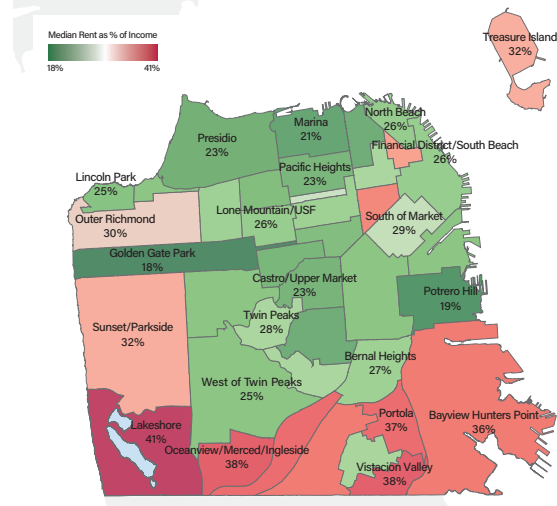 Median Rent as % of Income
18%
41%
Treasure Island
32%
North Beach
26%
Marina
21%
Presidio
23%
Financial District/South Beach
26%
Pacific Heights
23%
Lincoln Park
25%
Outer Richmond
30%
Lone Mountain/USF
26%
South of Market
29%
Golden Gate Park
18%
Castro/Upper Market
23%
Potrero Hill
19%
Sunset/Parkside
32%
Twin Peaks
28%
Bernal Heights
27%
West of Twin Peaks
25%
Lakeshore
41%
Portola
37%
Bayview Hunters Point
36%
Oceanview/Merced/Ingleside
38%
Visitacion Valley
38%